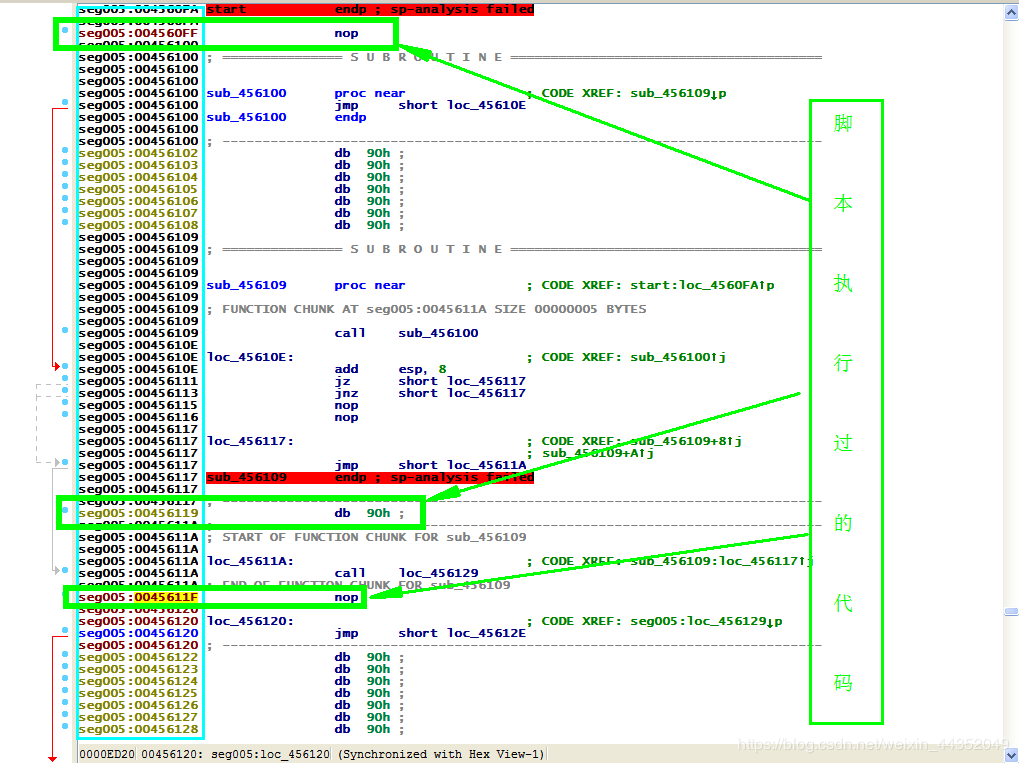 seg005:004560FA start           endp ; sp-analysis failed
seg005:004560FA
seg005:004560FF                 nop
seg005:00456100
seg005:00456100 ; =============== S U B R O U T I N E =======================================
seg005:00456100
seg005:00456100
seg005:00456100 sub_456100      proc near               ; CODE XREF: sub_456109↓p
seg005:00456100                 jmp     short loc_45610E
seg005:00456100 sub_456100      endp
seg005:00456100
seg005:00456100 ; ---------------------------------------------------------------------------
seg005:00456102                 db  90h ;
seg005:00456103                 db  90h ;
seg005:00456104                 db  90h ;
seg005:00456105                 db  90h ;
seg005:00456106                 db  90h ;
seg005:00456107                 db  90h ;
seg005:00456108                 db  90h ;
seg005:00456109
seg005:00456109 ; =============== S U B R O U T I N E =======================================
seg005:00456109
seg005:00456109
seg005:00456109 sub_456109      proc near               ; CODE XREF: start:loc_4560FA↑p
seg005:00456109
seg005:00456109 ; FUNCTION CHUNK AT seg005:0045611A SIZE 00000005 BYTES
seg005:00456109
seg005:00456109                 call    sub_456100
seg005:0045610E
seg005:0045610E loc_45610E:                             ; CODE XREF: sub_456100↑j
seg005:0045610E                 add     esp, 8
seg005:00456111                 jz      short loc_456117
seg005:00456113                 jnz     short loc_456117
seg005:00456115                 nop
seg005:00456116                 nop
seg005:00456117
seg005:00456117 loc_456117:                             ; CODE XREF: sub_456109+8↑j
seg005:00456117                                         ; sub_456109+A↑j
seg005:00456117                 jmp     short loc_45611A
seg005:00456117 sub_456109      endp ; sp-analysis failed
seg005:00456117
seg005:00456117 ; ---------------------------------------------------------------------------
seg005:00456119                 db  90h ;
seg005:0045611A ; ---------------------------------------------------------------------------
seg005:0045611A ; START OF FUNCTION CHUNK FOR sub_456109
seg005:0045611A
seg005:0045611A loc_45611A:                             ; CODE XREF: sub_456109:loc_456117↑j
seg005:0045611A                 call    loc_456129
seg005:0045611A ; END OF FUNCTION CHUNK FOR sub_456109
seg005:0045611F                 nop
seg005:00456120
seg005:00456120 loc_456120:                             ; CODE XREF: seg005:loc_456129↓p
seg005:00456120                 jmp     short loc_45612E
seg005:00456120 ; ---------------------------------------------------------------------------
seg005:00456122                 db  90h ;
seg005:00456123                 db  90h ;
seg005:00456124                 db  90h ;
seg005:00456125                 db  90h ;
seg005:00456126                 db  90h ;
seg005:00456127                 db  90h ;
seg005:00456128                 db  90h ;
脚
本
执
行
过
的
代
码
0000ED20 00456120: seg005:loc_456120 (Synchronized with Hex View-1)
https://blog.csdn.net/weixin_44352049